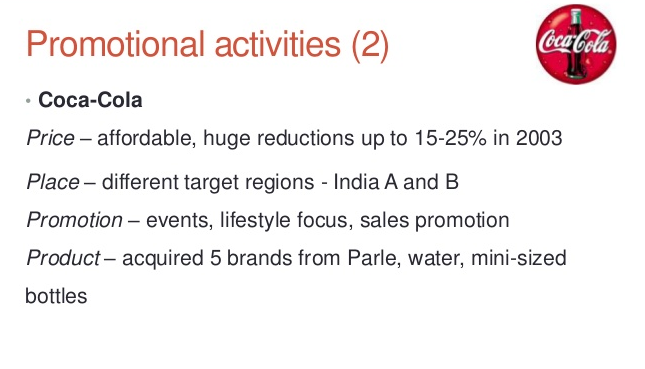 Promotional activities (2)
Coca-Cola
• Coca-Cola
Price – affordable, huge reductions up to 15-25% in 2003
Place – different target regions - India A and B
Promotion – events, lifestyle focus, sales promotion
Product – acquired 5 brands from Parle, water, mini-sized
bottles